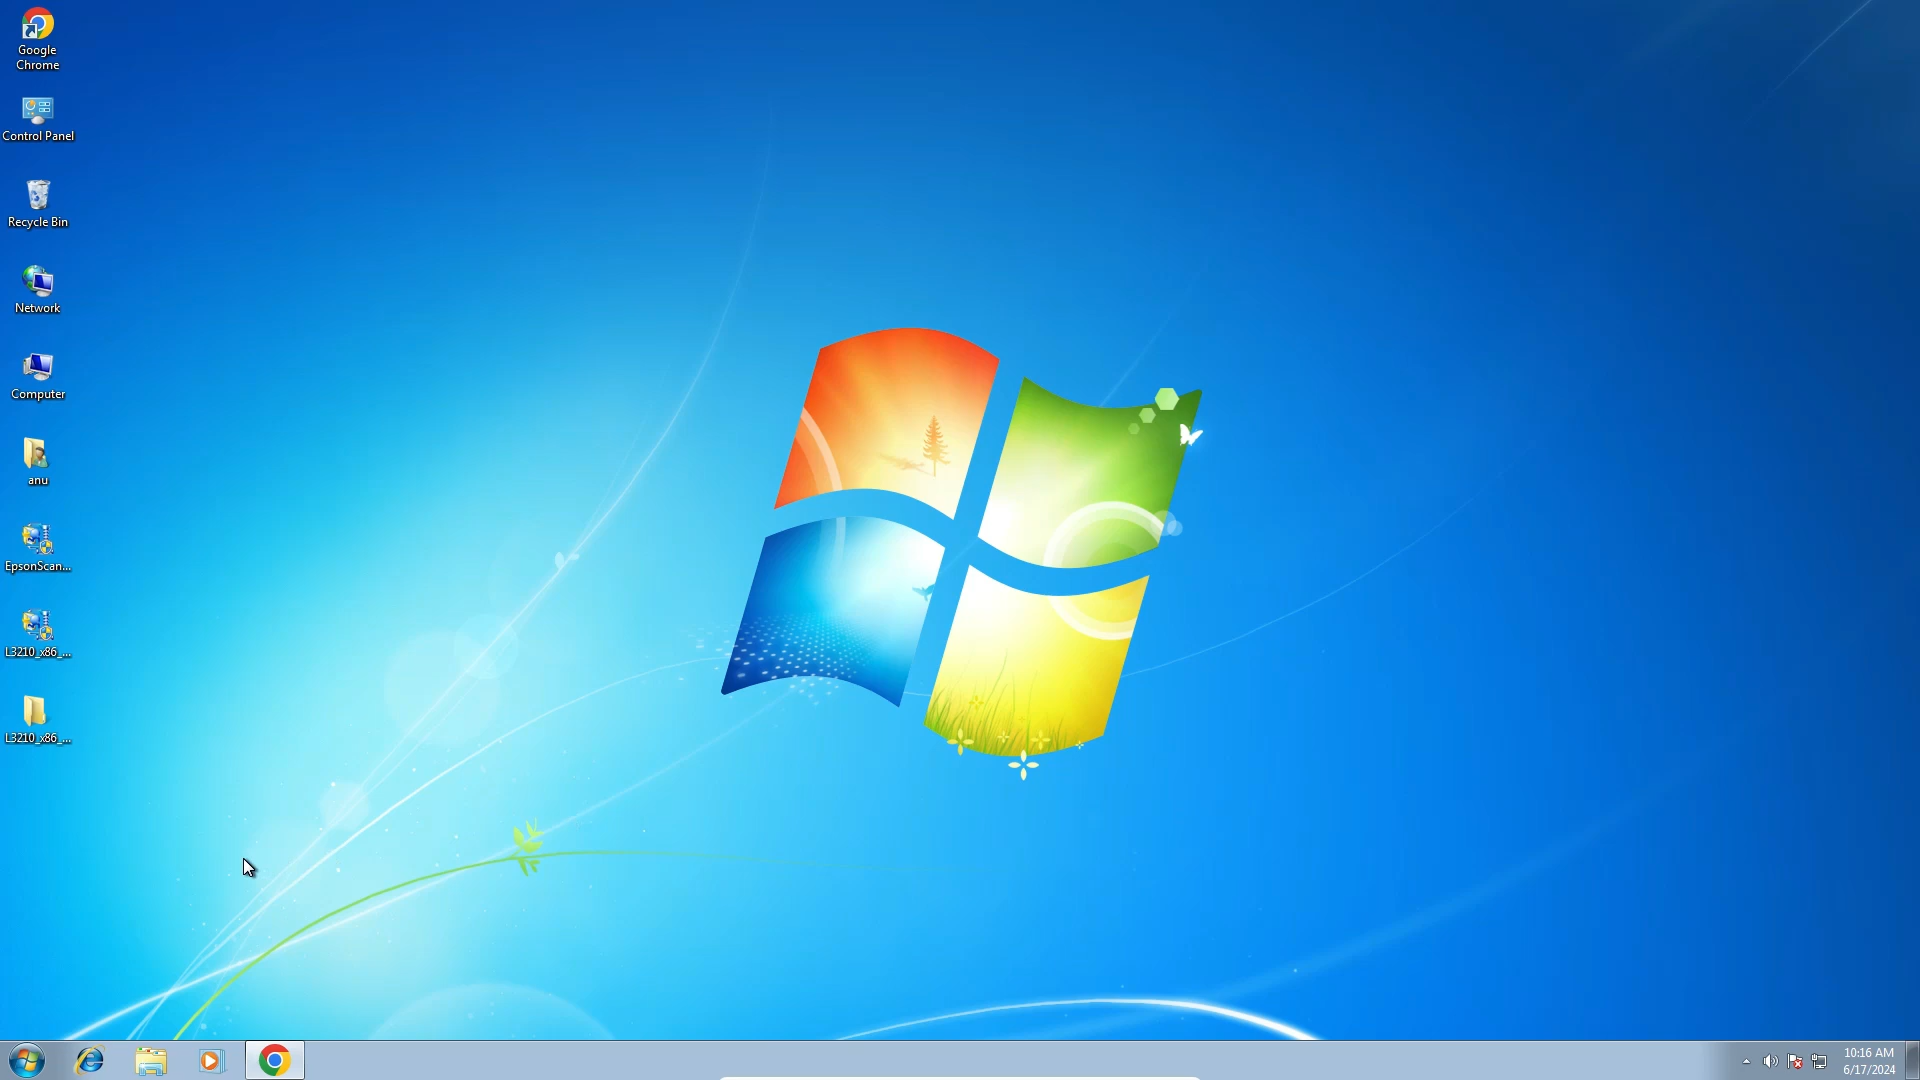 Google
Chrome
Control Panel
Recycle Bin
Network
Computer
anu
EpsonScan...
L3210_x86_...
L3210_x86_...
10:16 AM
6/17/2024